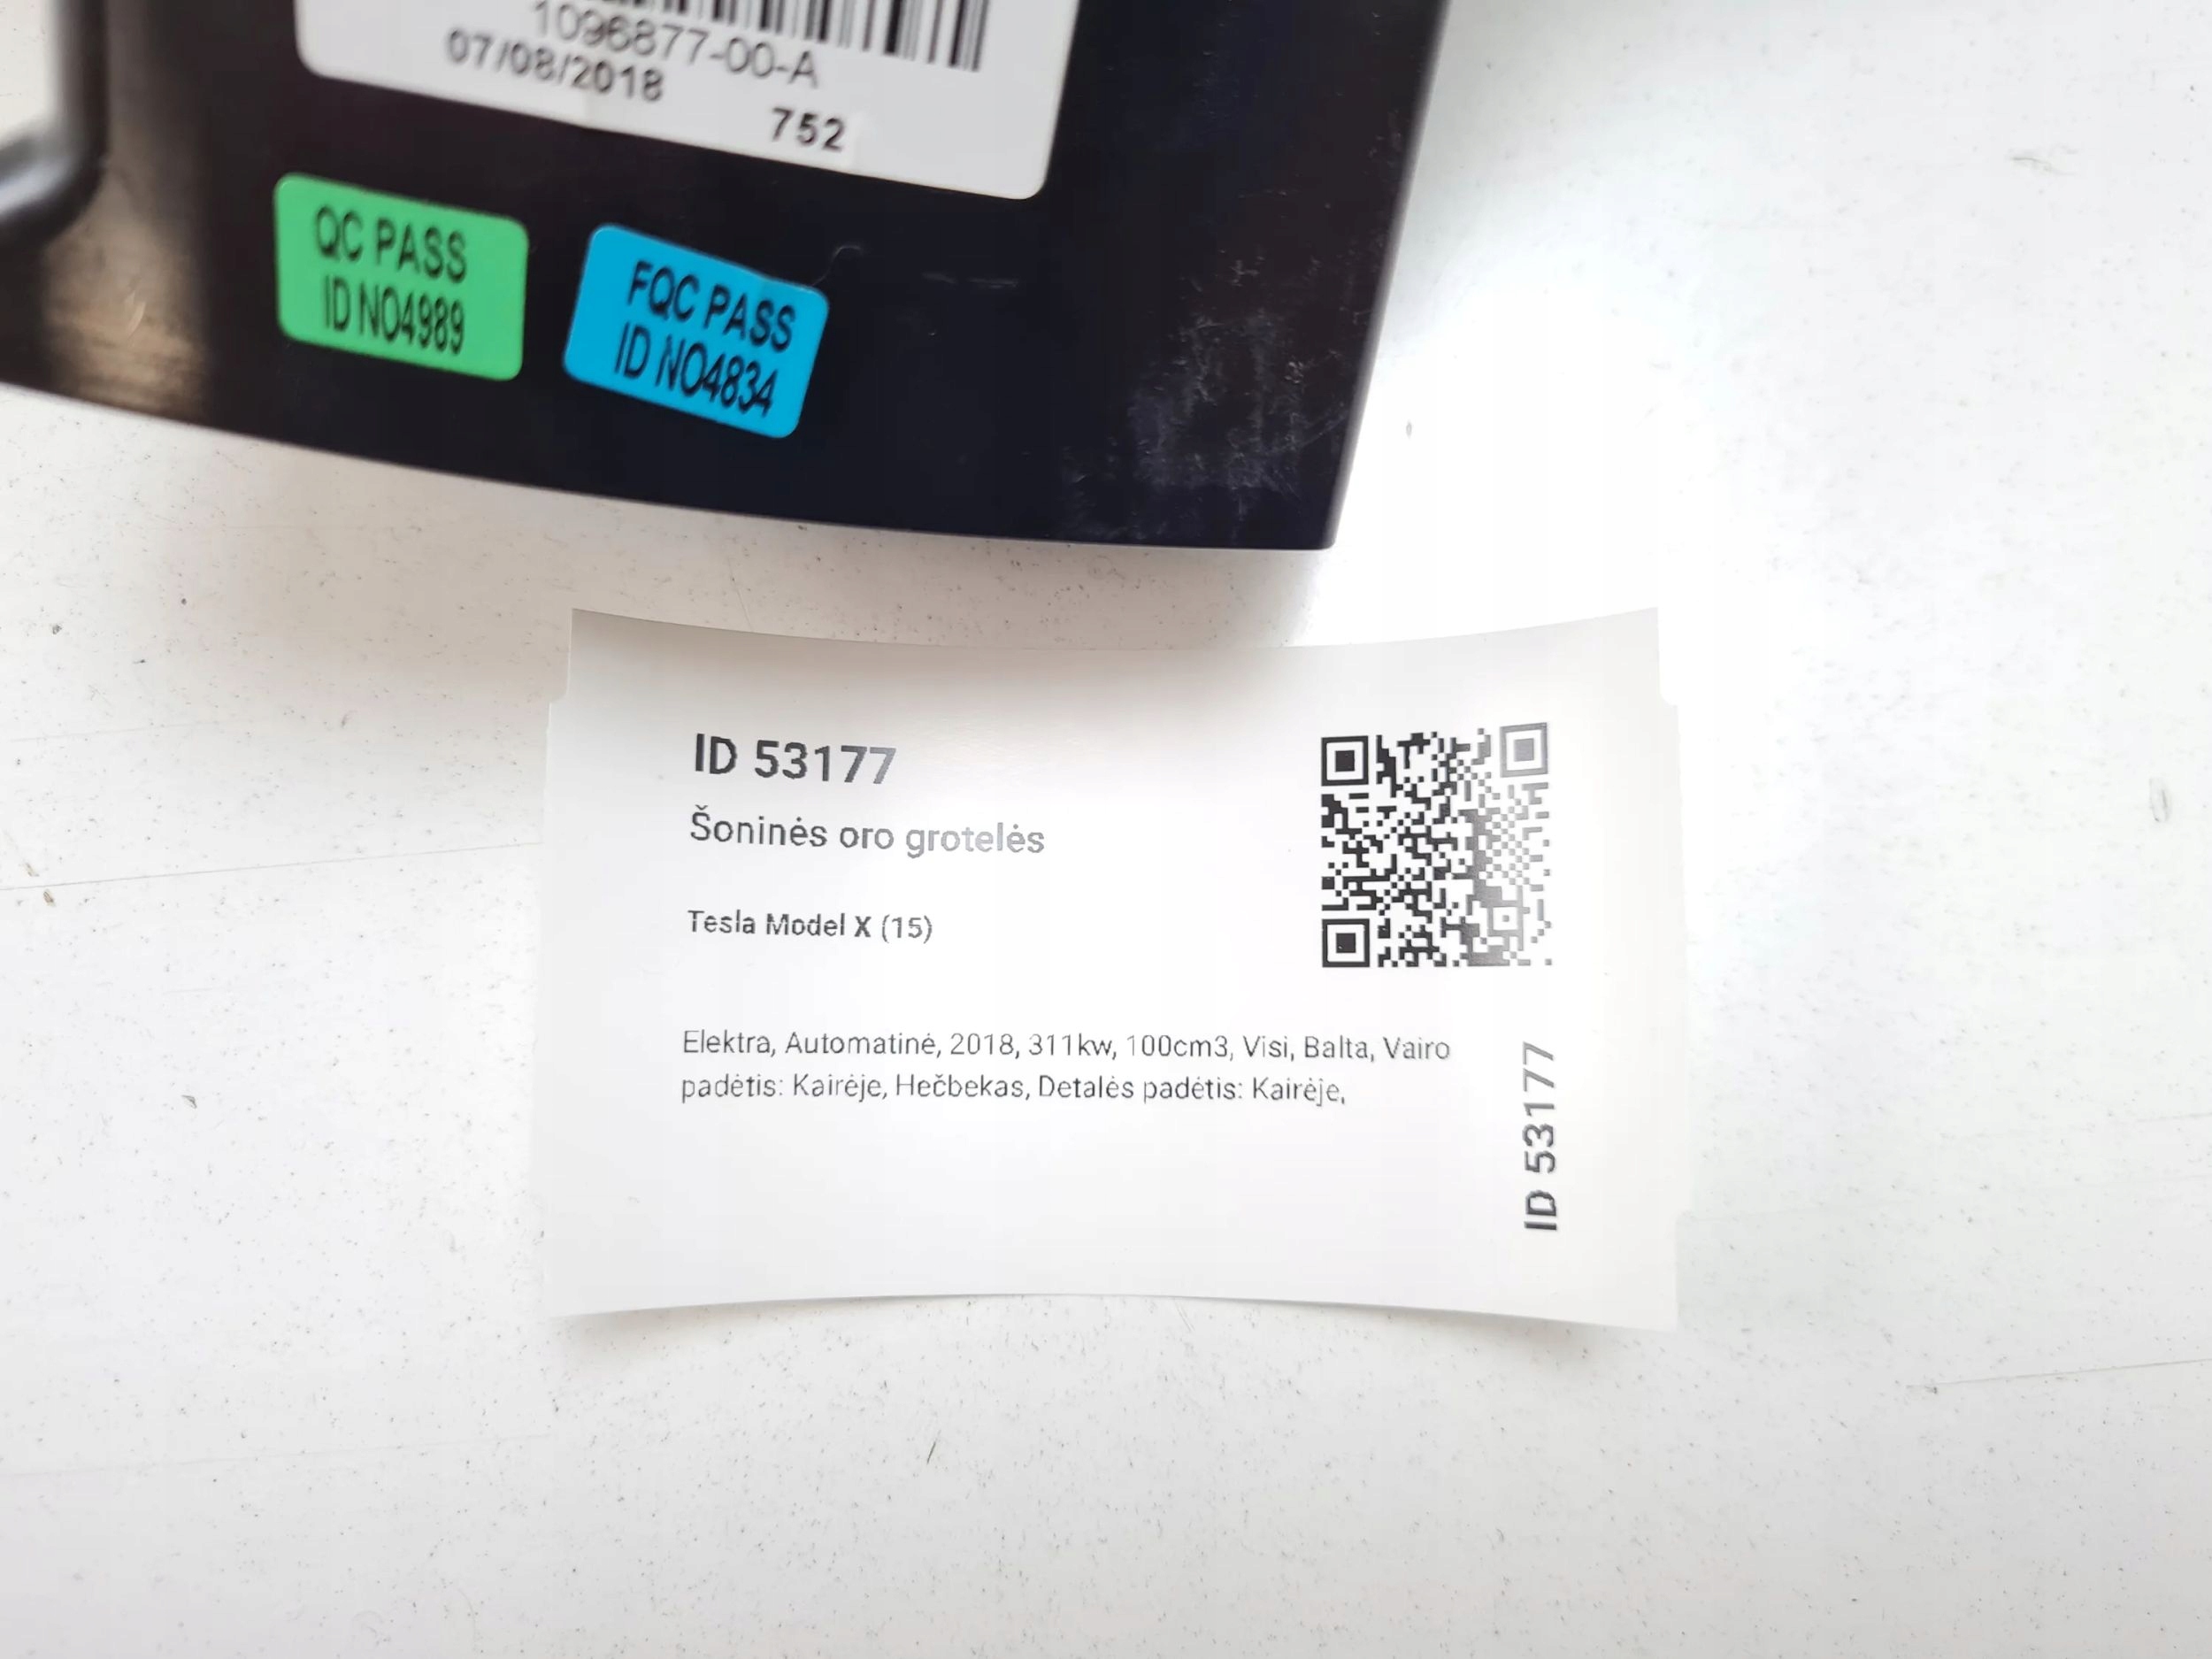 1096877-00-A
07/08/2018
752
QC PASS
ID NO4989
FQC PASS
ID NO4834
ID 53177
Šoninės oro grotelės
Tesla Model X (15)
Elektra, Automatinė, 2018, 311kw, 100cm3, Visi, Balta, Vairo
padėtis: Kairėje, Hečbekas, Detalės padėtis: Kairėje,
ID 53177